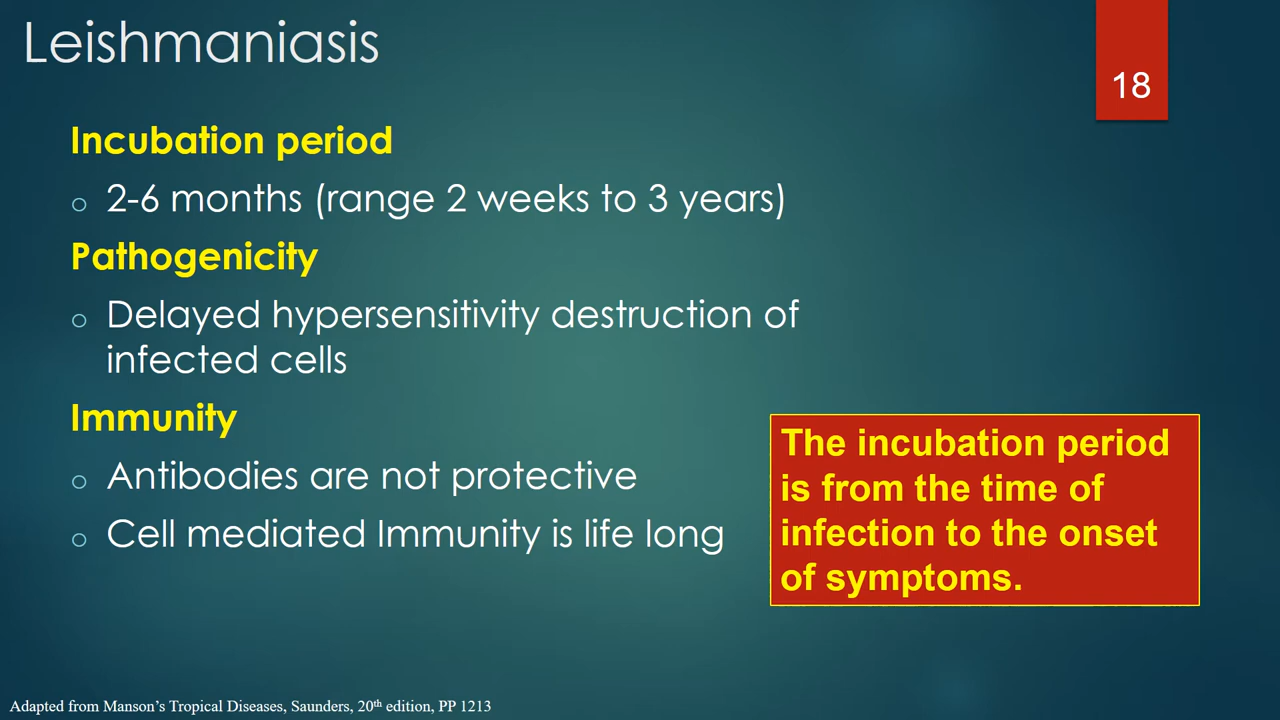 Leishmaniasis
18
Incubation period
o 2-6 months (range 2 weeks to 3 years)
Pathogenicity
o Delayed hypersensitivity destruction of
infected cells
Immunity
o Antibodies are not protective
o Cell mediated Immunity is life long
The incubation period
is from the time of
infection to the onset
of symptoms.
Adapted from Manson’s Tropical Diseases, Saunders, 20th edition, PP 1213